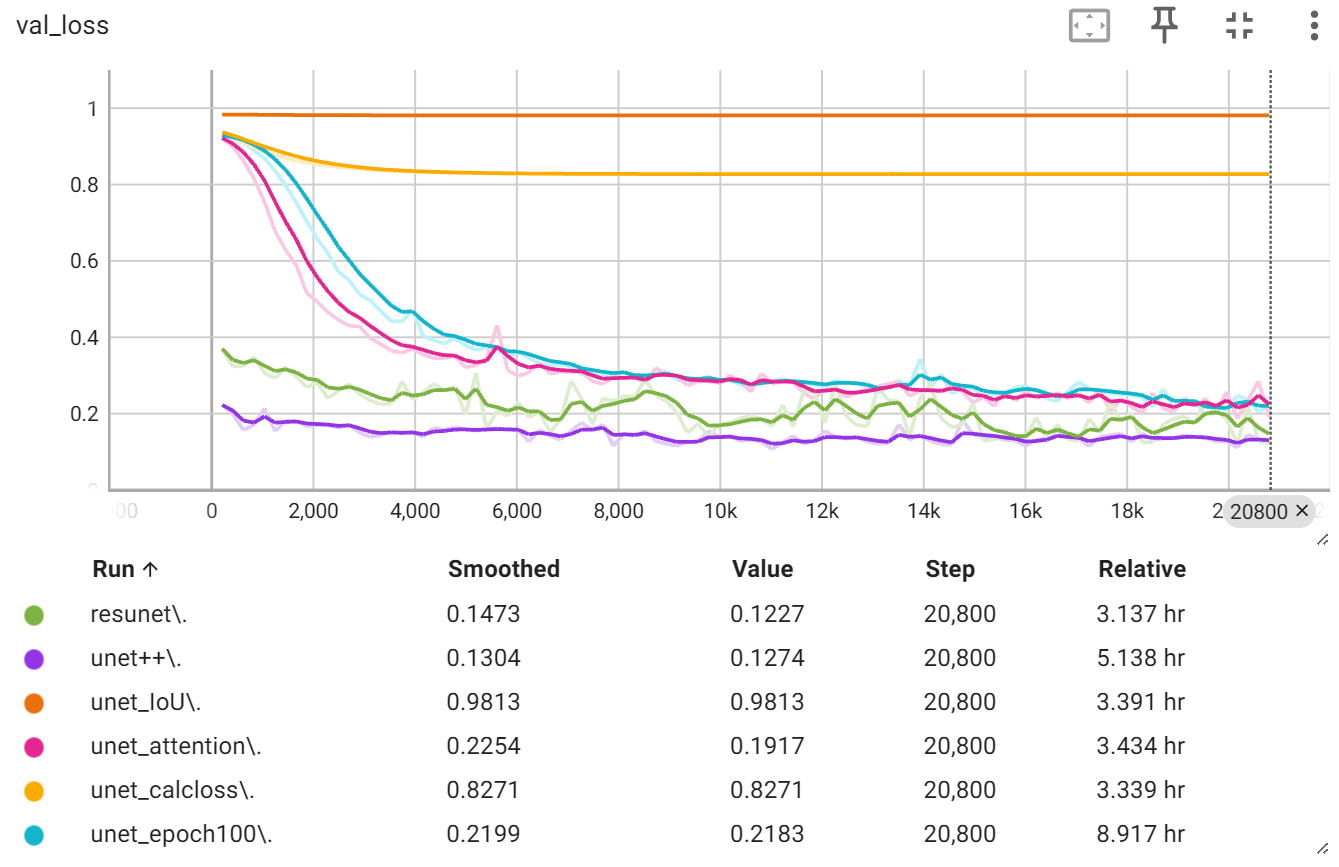 val_loss
1
0.8
0.6
0.4
0.2
0
00 0 2,000 4,000 6,000 8,000 10k 12k 14k 16k 18k 2 20800 ✕ 2
Run ↑ Smoothed Value Step Relative
resunet\. 0.1473 0.1227 20,800 3.137 hr
unet++\. 0.1304 0.1274 20,800 5.138 hr
unet_IoU\. 0.9813 0.9813 20,800 3.391 hr
unet_attention\. 0.2254 0.1917 20,800 3.434 hr
unet_calcloss\. 0.8271 0.8271 20,800 3.339 hr
unet_epoch100\. 0.2199 0.2183 20,800 8.917 hr